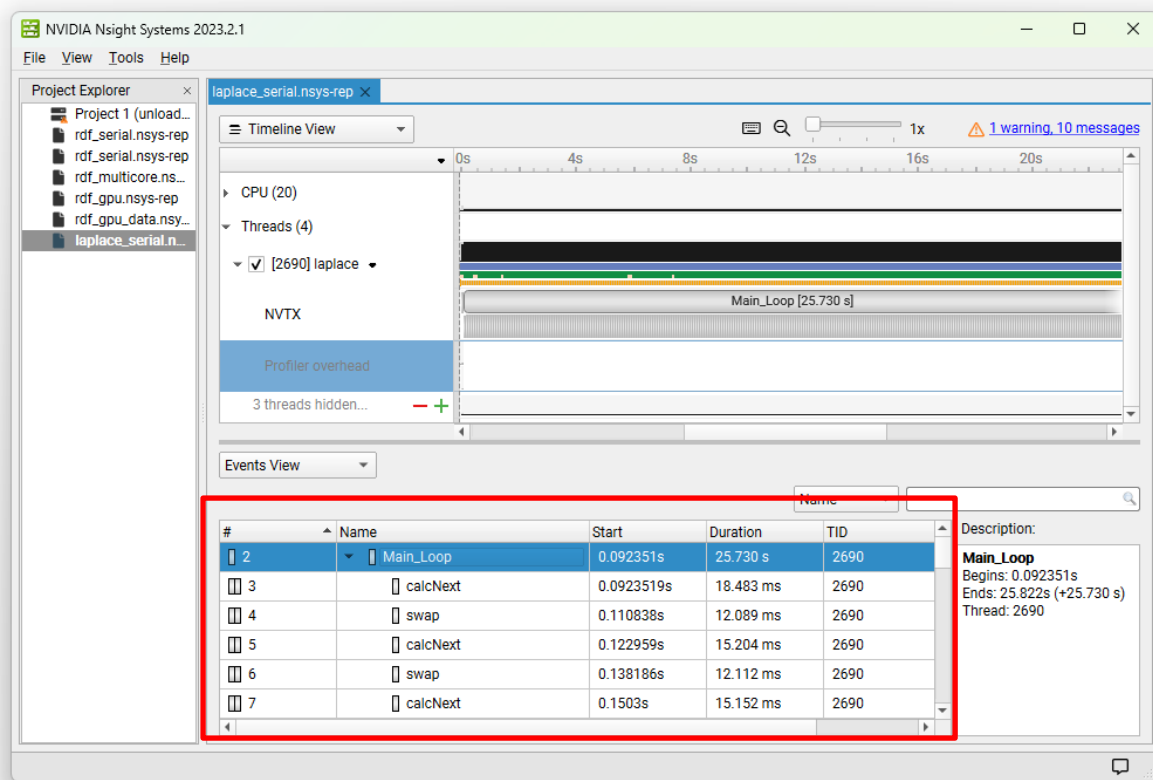 NVIDIA Nsight Systems 2023.2.1
File View Tools Help
Project Explorer
Project 1 (unload...
rdf_serial.nsys-rep
rdf_serial.nsys-rep
rdf_multicore.ns...
rdf_gpu.nsys-rep
rdf_gpu_data.nsy...
laplace_serial.n...
laplace_serial.nsys-rep
Timeline View
1x
1 warning, 10 messages
0s 4s 8s 12s 16s 20s
CPU (20)
Threads (4)
[2690] laplace
NVTX
Main_Loop [25.730 s]
Profiler overhead
3 threads hidden...
Events View
Name
# Name Start Duration TID
2 Main_Loop 0.092351s 25.730 s 2690
3 calcNext 0.0923519s 18.483 ms 2690
4 swap 0.110838s 12.089 ms 2690
5 calcNext 0.122959s 15.204 ms 2690
6 swap 0.138186s 12.112 ms 2690
7 calcNext 0.1503s 15.152 ms 2690
Description:
Main_Loop
Begins: 0.092351s
Ends: 25.822s (+25.730 s)
Thread: 2690